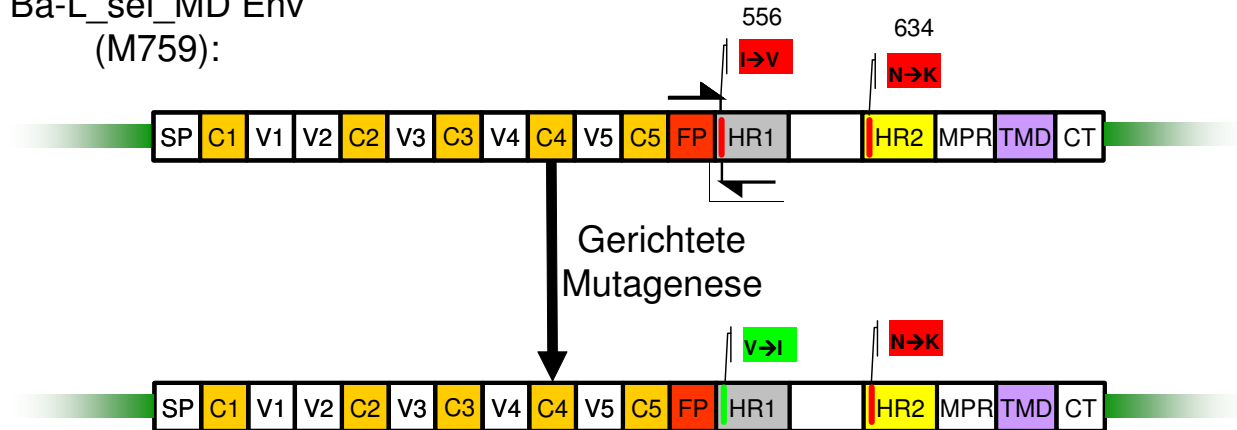 Ba-L_sel_MD Env
(M759):
556
634
I→V
N→K
SP C1 V1 V2 C2 V3 C3 V4 C4 V5 C5 FP HR1 HR2 MPR TMD CT
Gerichtete
Mutagenese
V→I
N→K
SP C1 V1 V2 C2 V3 C3 V4 C4 V5 C5 FP HR1 HR2 MPR TMD CT